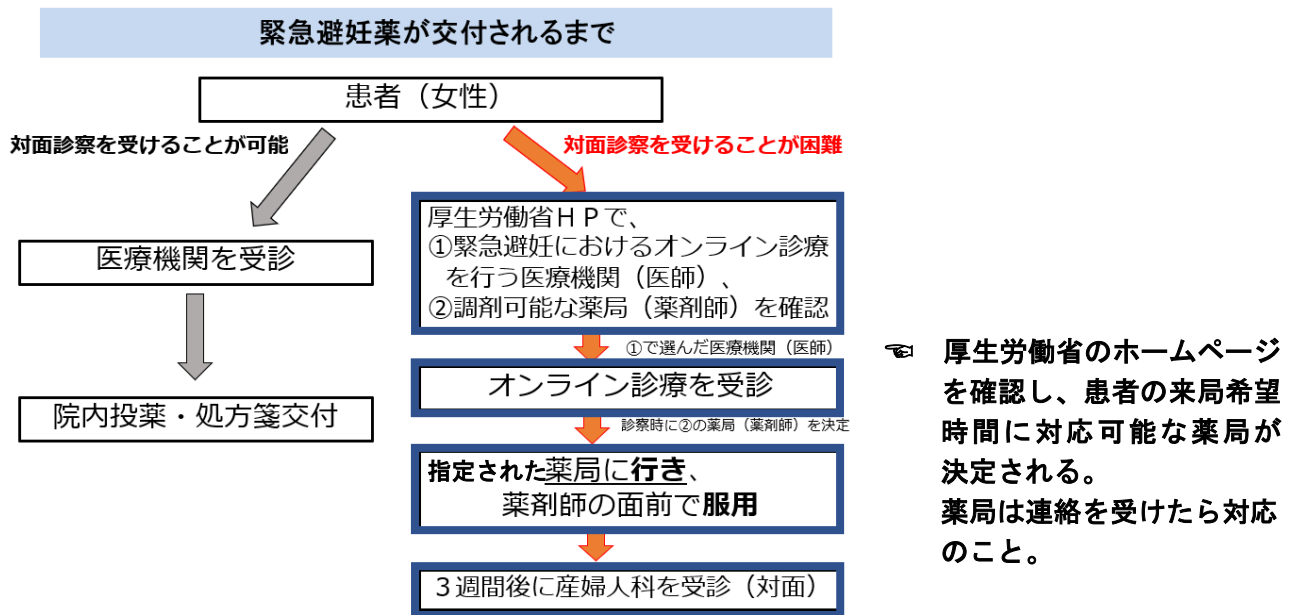 緊急避妊薬が交付されるまで
患者（女性）
対面診察を受けることが可能
対面診察を受けることが困難
医療機関を受診
院内投薬・処方箋交付
厚生労働省ＨＰで、
①緊急避妊におけるオンライン診療
を行う医療機関（医師）、
②調剤可能な薬局（薬剤師）を確認
①で選んだ医療機関（医師）
オンライン診療を受診
診察時に②の薬局（薬剤師）を決定
指定された薬局に行き、
薬剤師の面前で服用
３週間後に産婦人科を受診（対面）
☜ 厚生労働省のホームページ
を確認し、患者の来局希望
時間に対応可能な薬局が
決定される。
薬局は連絡を受けたら対応
のこと。